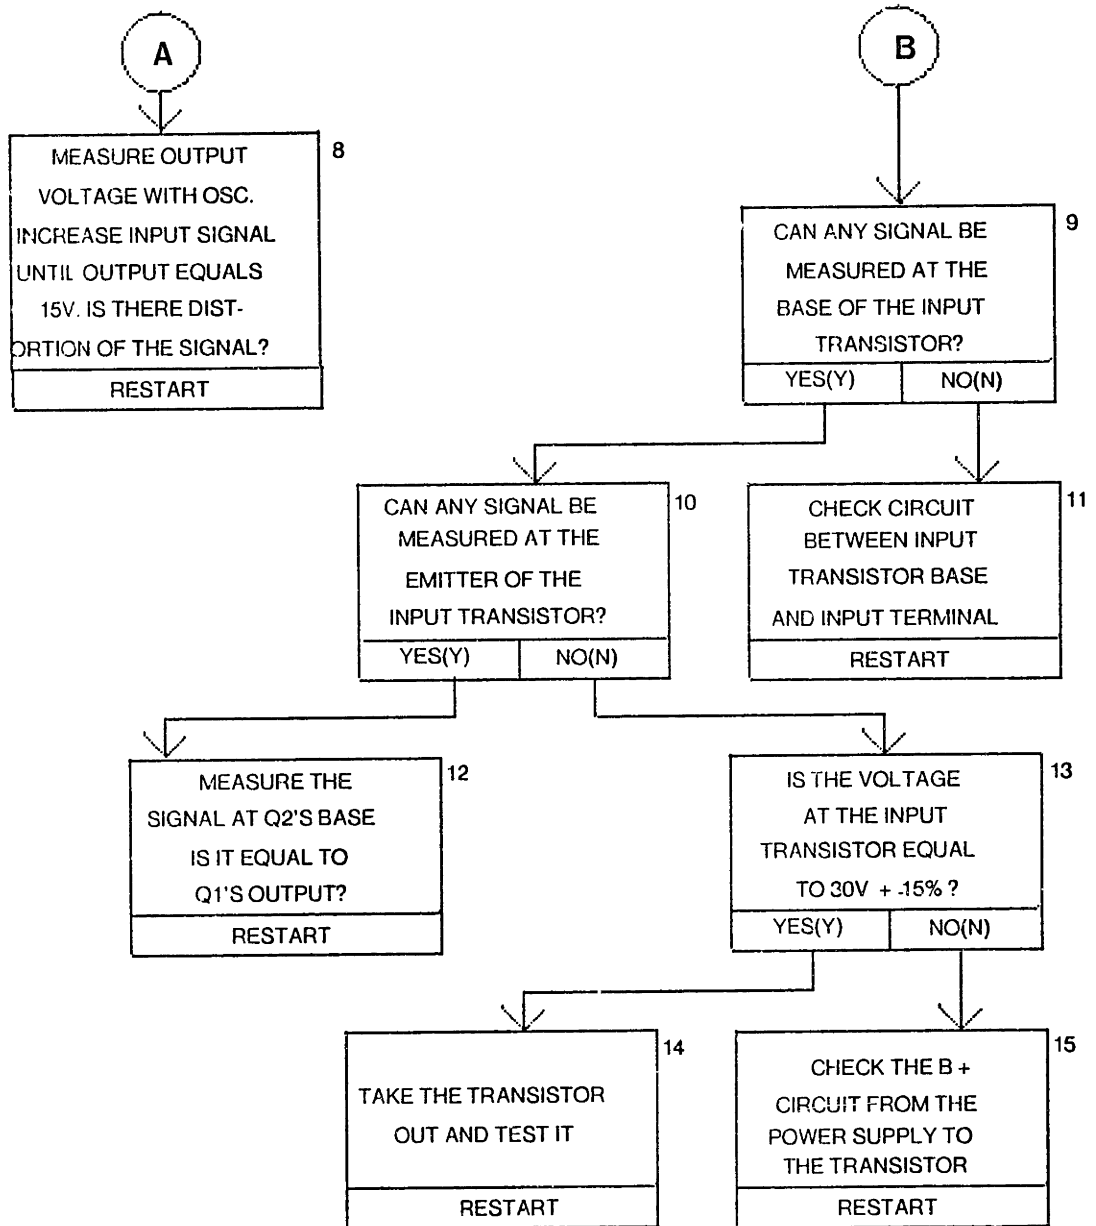 A
B
8
MEASURE OUTPUT
VOLTAGE WITH OSC.
INCREASE INPUT SIGNAL
UNTIL OUTPUT EQUALS
15V. IS THERE DIST-
ORTION OF THE SIGNAL?
RESTART
9
CAN ANY SIGNAL BE
MEASURED AT THE
BASE OF THE INPUT
TRANSISTOR?
YES(Y) NO(N)
10
CAN ANY SIGNAL BE
MEASURED AT THE
EMITTER OF THE
INPUT TRANSISTOR?
YES(Y) NO(N)
11
CHECK CIRCUIT
BETWEEN INPUT
TRANSISTOR BASE
AND INPUT TERMINAL
RESTART
12
MEASURE THE
SIGNAL AT Q2'S BASE
IS IT EQUAL TO
Q1'S OUTPUT?
RESTART
13
IS THE VOLTAGE
AT THE INPUT
TRANSISTOR EQUAL
TO 30V + -15% ?
YES(Y) NO(N)
14
TAKE THE TRANSISTOR
OUT AND TEST IT
RESTART
15
CHECK THE B +
CIRCUIT FROM THE
POWER SUPPLY TO
THE TRANSISTOR
RESTART